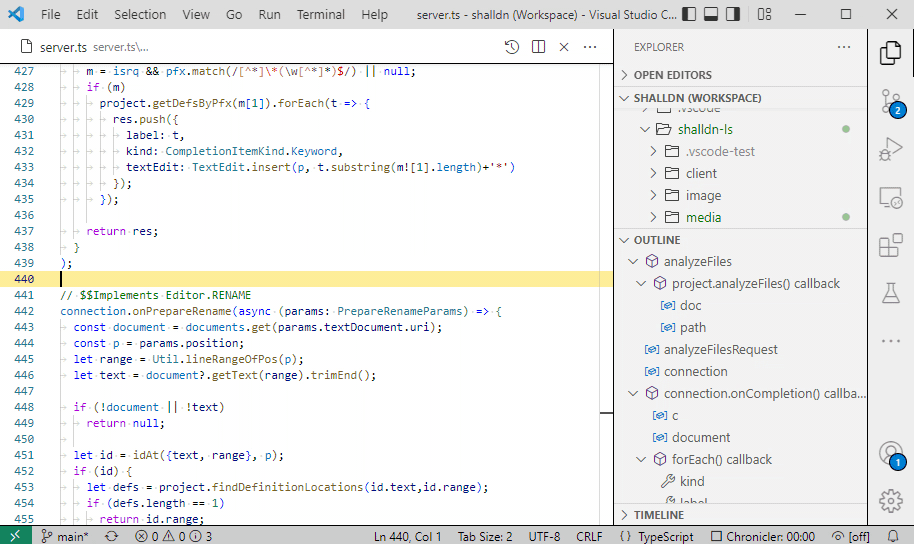 File Edit Selection View Go Run Terminal Help server.ts - shalldn (Workspace) - Visual Studio C...
server.ts server.ts\...
427 m = isrq && pfx.match(/[^*]\*(\w[^*]*)$/) || null;
428 if (m)
429 project.getDefsByPfx(m[1]).forEach(t => {
430 res.push({
431 label: t,
432 kind: CompletionItemKind.Keyword,
433 textEdit: TextEdit.insert(p, t.substring(m![1].length)+'*')
434 });
435 });
436
437 return res;
438 }
439 );
440
441 // $$Implements Editor.RENAME
442 connection.onPrepareRename(async (params: PrepareRenameParams) => {
443 const document = documents.get(params.textDocument.uri);
444 const p = params.position;
445 let range = Util.lineRangeOfPos(p);
446 let text = document?.getText(range).trimEnd();
447
448 if (!document || !text)
449 return null;
450
451 let id = idAt({text, range}, p);
452 if (id) {
453 let defs = project.findDefinitionLocations(id.text,id.range);
454 if (defs.length == 1)
455 return id.range;
EXPLORER
OPEN EDITORS
SHALLDN (WORKSPACE)
.vscode
shalldn-ls
.vscode-test
client
image
media
OUTLINE
analyzeFiles
project.analyzeFiles() callback
doc
path
analyzeFilesRequest
connection
connection.onCompletion() callba...
c
document
forEach() callback
kind
label
TIMELINE
2
1
main* 0 0 3 Ln 440, Col 1 Tab Size: 2 UTF-8 CRLF {} TypeScript Chronicler: 00:00 [off]